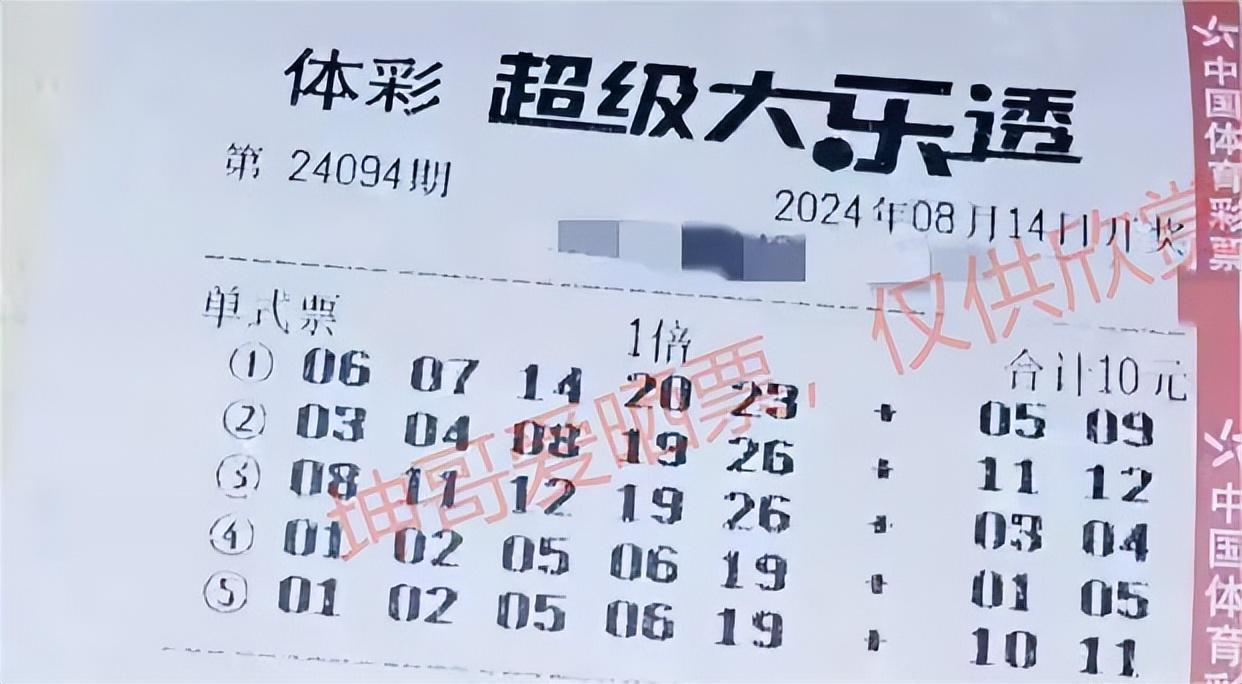 体彩 超级大乐透
第 24094期
2024年08月14日开奖
单式票 1倍 合计10元
① 06 07 14 20 23 + 05 09
② 03 04 08 19 26 + 11 12
③ 08 11 12 19 26 + 03 04
④ 01 02 05 06 19 + 01 05
⑤ 01 02 05 06 19 + 10 11
坤哥爱晒票，仅供欣赏
中国体育彩票
中国体育彩